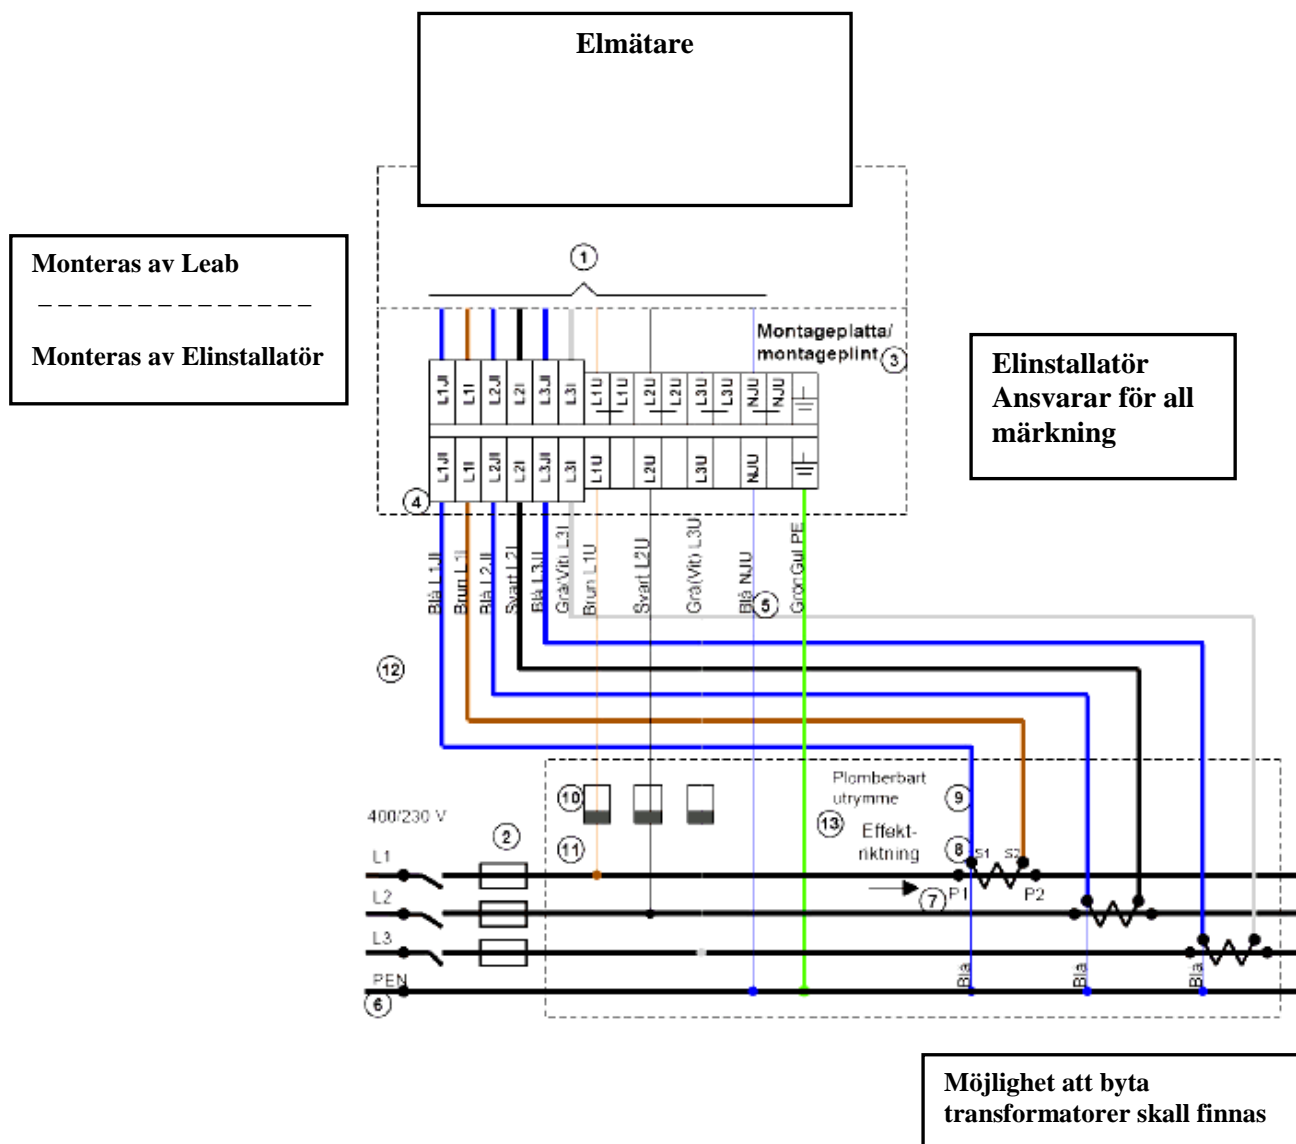 Elmätare
Monteras av Leab
Monteras av Elinstallatör
1
Montageplatta/
montageplint 3
Elinstallatör
Ansvarar för all
märkning
L1JI L1I L2JI L2I L3JI L3I L1U L1U L2U L2U L3U L3U NJU NJU
L1JI L1I L2JI L2I L3JI L3I L1U L2U L3U NJU
4
Blå L1JI
Brun L1I
Blå L2JI
Svart L2I
Blå L3JI
Grå(Vit) L3I
Brun L1U
Svart L2U
Grå(Vit) L3U
Blå NJU
GrönGul PE
5
12
Plomberbart
utrymme
9
10
13
400/230 V
2
11
Effekt-
riktning
8
S1 S2
L1
7
P1 P2
L2
L3
PEN
Blå
Blå
Blå
6
Möjlighet att byta
transformatorer skall finnas